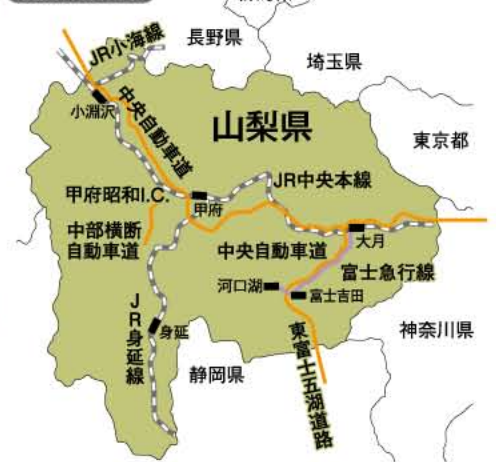 JR小海線
長野県
埼玉県
小淵沢
中央自動車道
山梨県
東京都
JR中央本線
甲府昭和I.C.
甲府
中部横断
自動車道
中央自動車道
大月
河口湖
富士急行線
富士吉田
JR身延線
身延
東富士五湖道路
神奈川県
静岡県